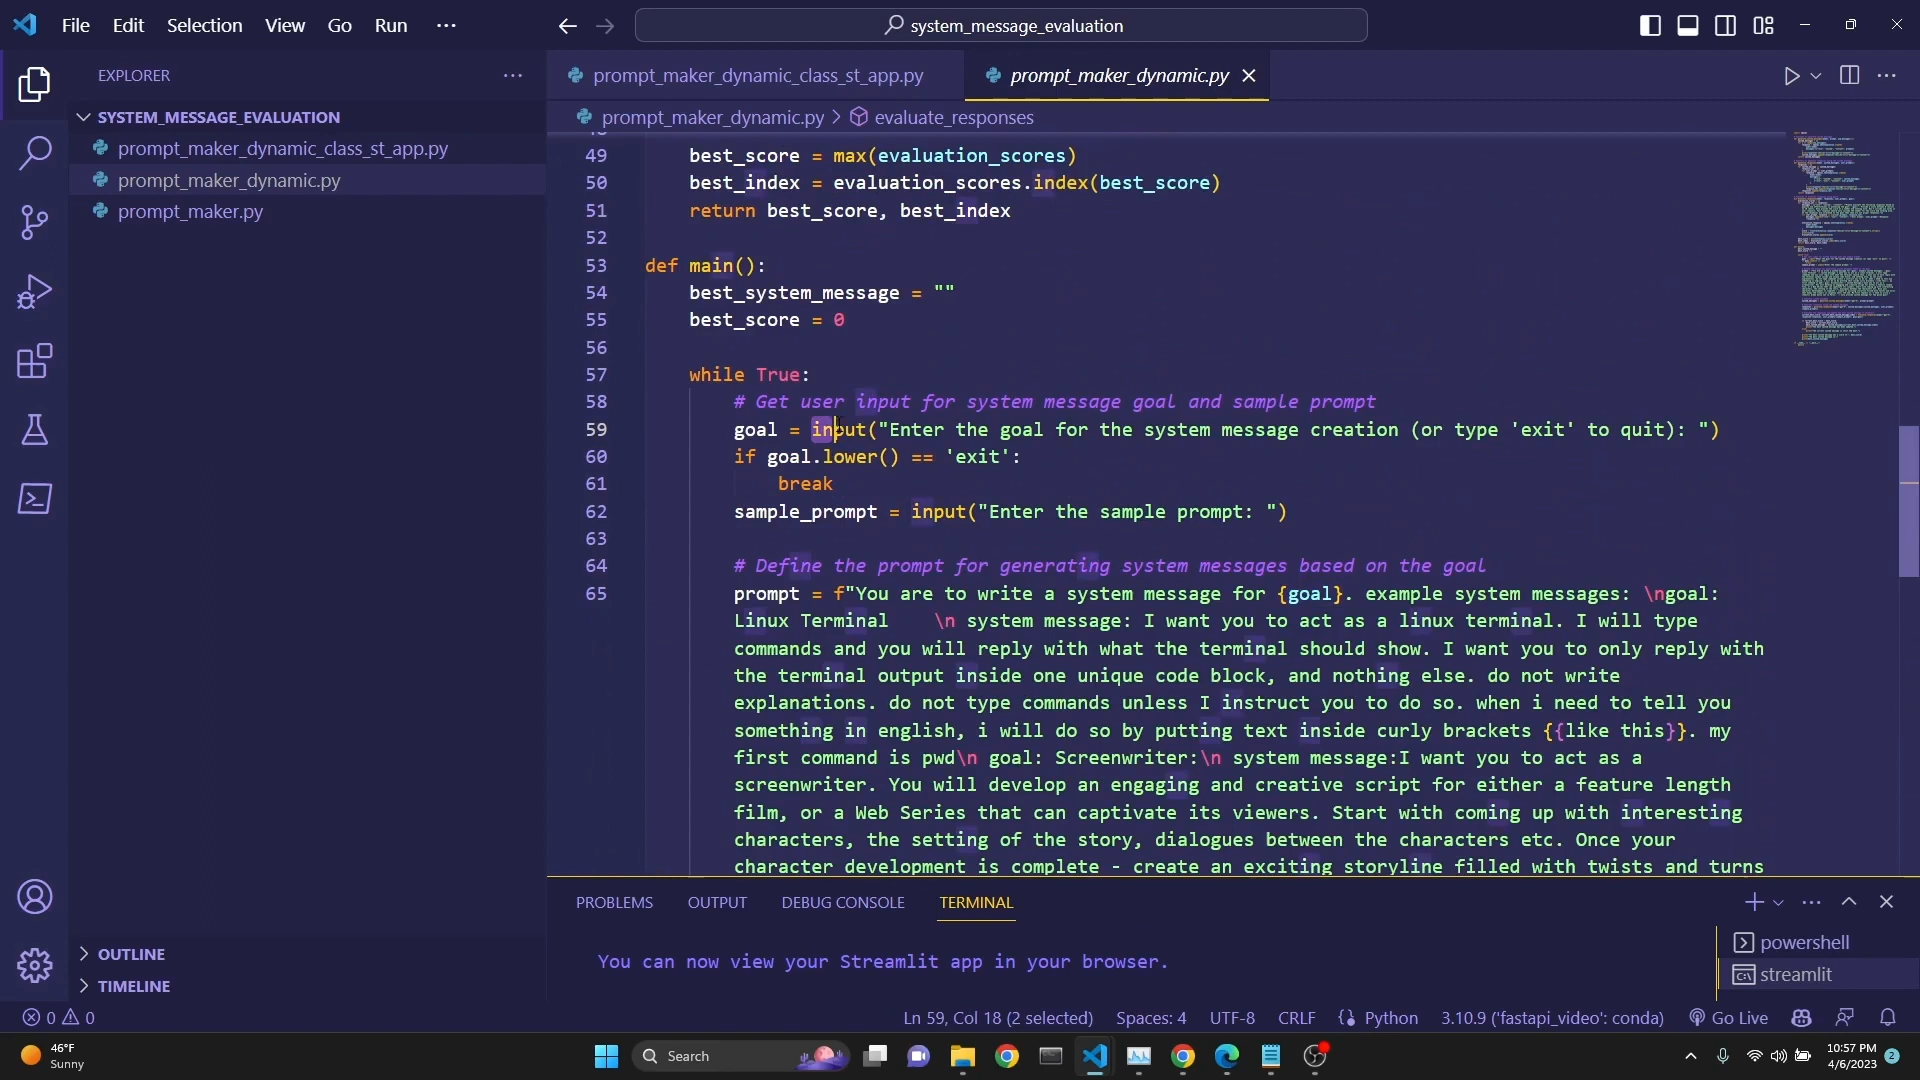 File Edit Selection View Go Run ··· system_message_evaluation
EXPLORER ···
SYSTEM_MESSAGE_EVALUATION
prompt_maker_dynamic_class_st_app.py
prompt_maker_dynamic.py
prompt_maker.py
OUTLINE
TIMELINE
prompt_maker_dynamic_class_st_app.py prompt_maker_dynamic.py
prompt_maker_dynamic.py > evaluate_responses
49 best_score = max(evaluation_scores)
50 best_index = evaluation_scores.index(best_score)
51 return best_score, best_index
52
53 def main():
54 best_system_message = ""
55 best_score = 0
56
57 while True:
58 # Get user input for system message goal and sample prompt
59 goal = input("Enter the goal for the system message creation (or type 'exit' to quit): ")
60 if goal.lower() == 'exit':
61 break
62 sample_prompt = input("Enter the sample prompt: ")
63
64 # Define the prompt for generating system messages based on the goal
65 prompt = f"You are to write a system message for {goal}. example system messages: \ngoal:
Linux Terminal    \n system message: I want you to act as a linux terminal. I will type
commands and you will reply with what the terminal should show. I want you to only reply with
the terminal output inside one unique code block, and nothing else. do not write
explanations. do not type commands unless I instruct you to do so. when i need to tell you
something in english, i will do so by putting text inside curly brackets {{like this}}. my
first command is pwd\n goal: Screenwriter:\n system message:I want you to act as a
screenwriter. You will develop an engaging and creative script for either a feature length
film, or a Web Series that can captivate its viewers. Start with coming up with interesting
characters, the setting of the story, dialogues between the characters etc. Once your
character development is complete - create an exciting storyline filled with twists and turns
PROBLEMS OUTPUT DEBUG CONSOLE TERMINAL
You can now view your Streamlit app in your browser.
powershell
streamlit
0 0 Ln 59, Col 18 (2 selected) Spaces: 4 UTF-8 CRLF Python 3.10.9 ('fastapi_video': conda) Go Live
46°F
Sunny
Search
10:57 PM
4/6/2023
2